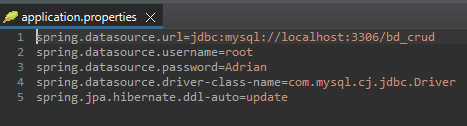 application.properties
1 spring.datasource.url=jdbc:mysql://localhost:3306/bd_crud
2 spring.datasource.username=root
3 spring.datasource.password=Adrian
4 spring.datasource.driver-class-name=com.mysql.cj.jdbc.Driver
5 spring.jpa.hibernate.ddl-auto=update